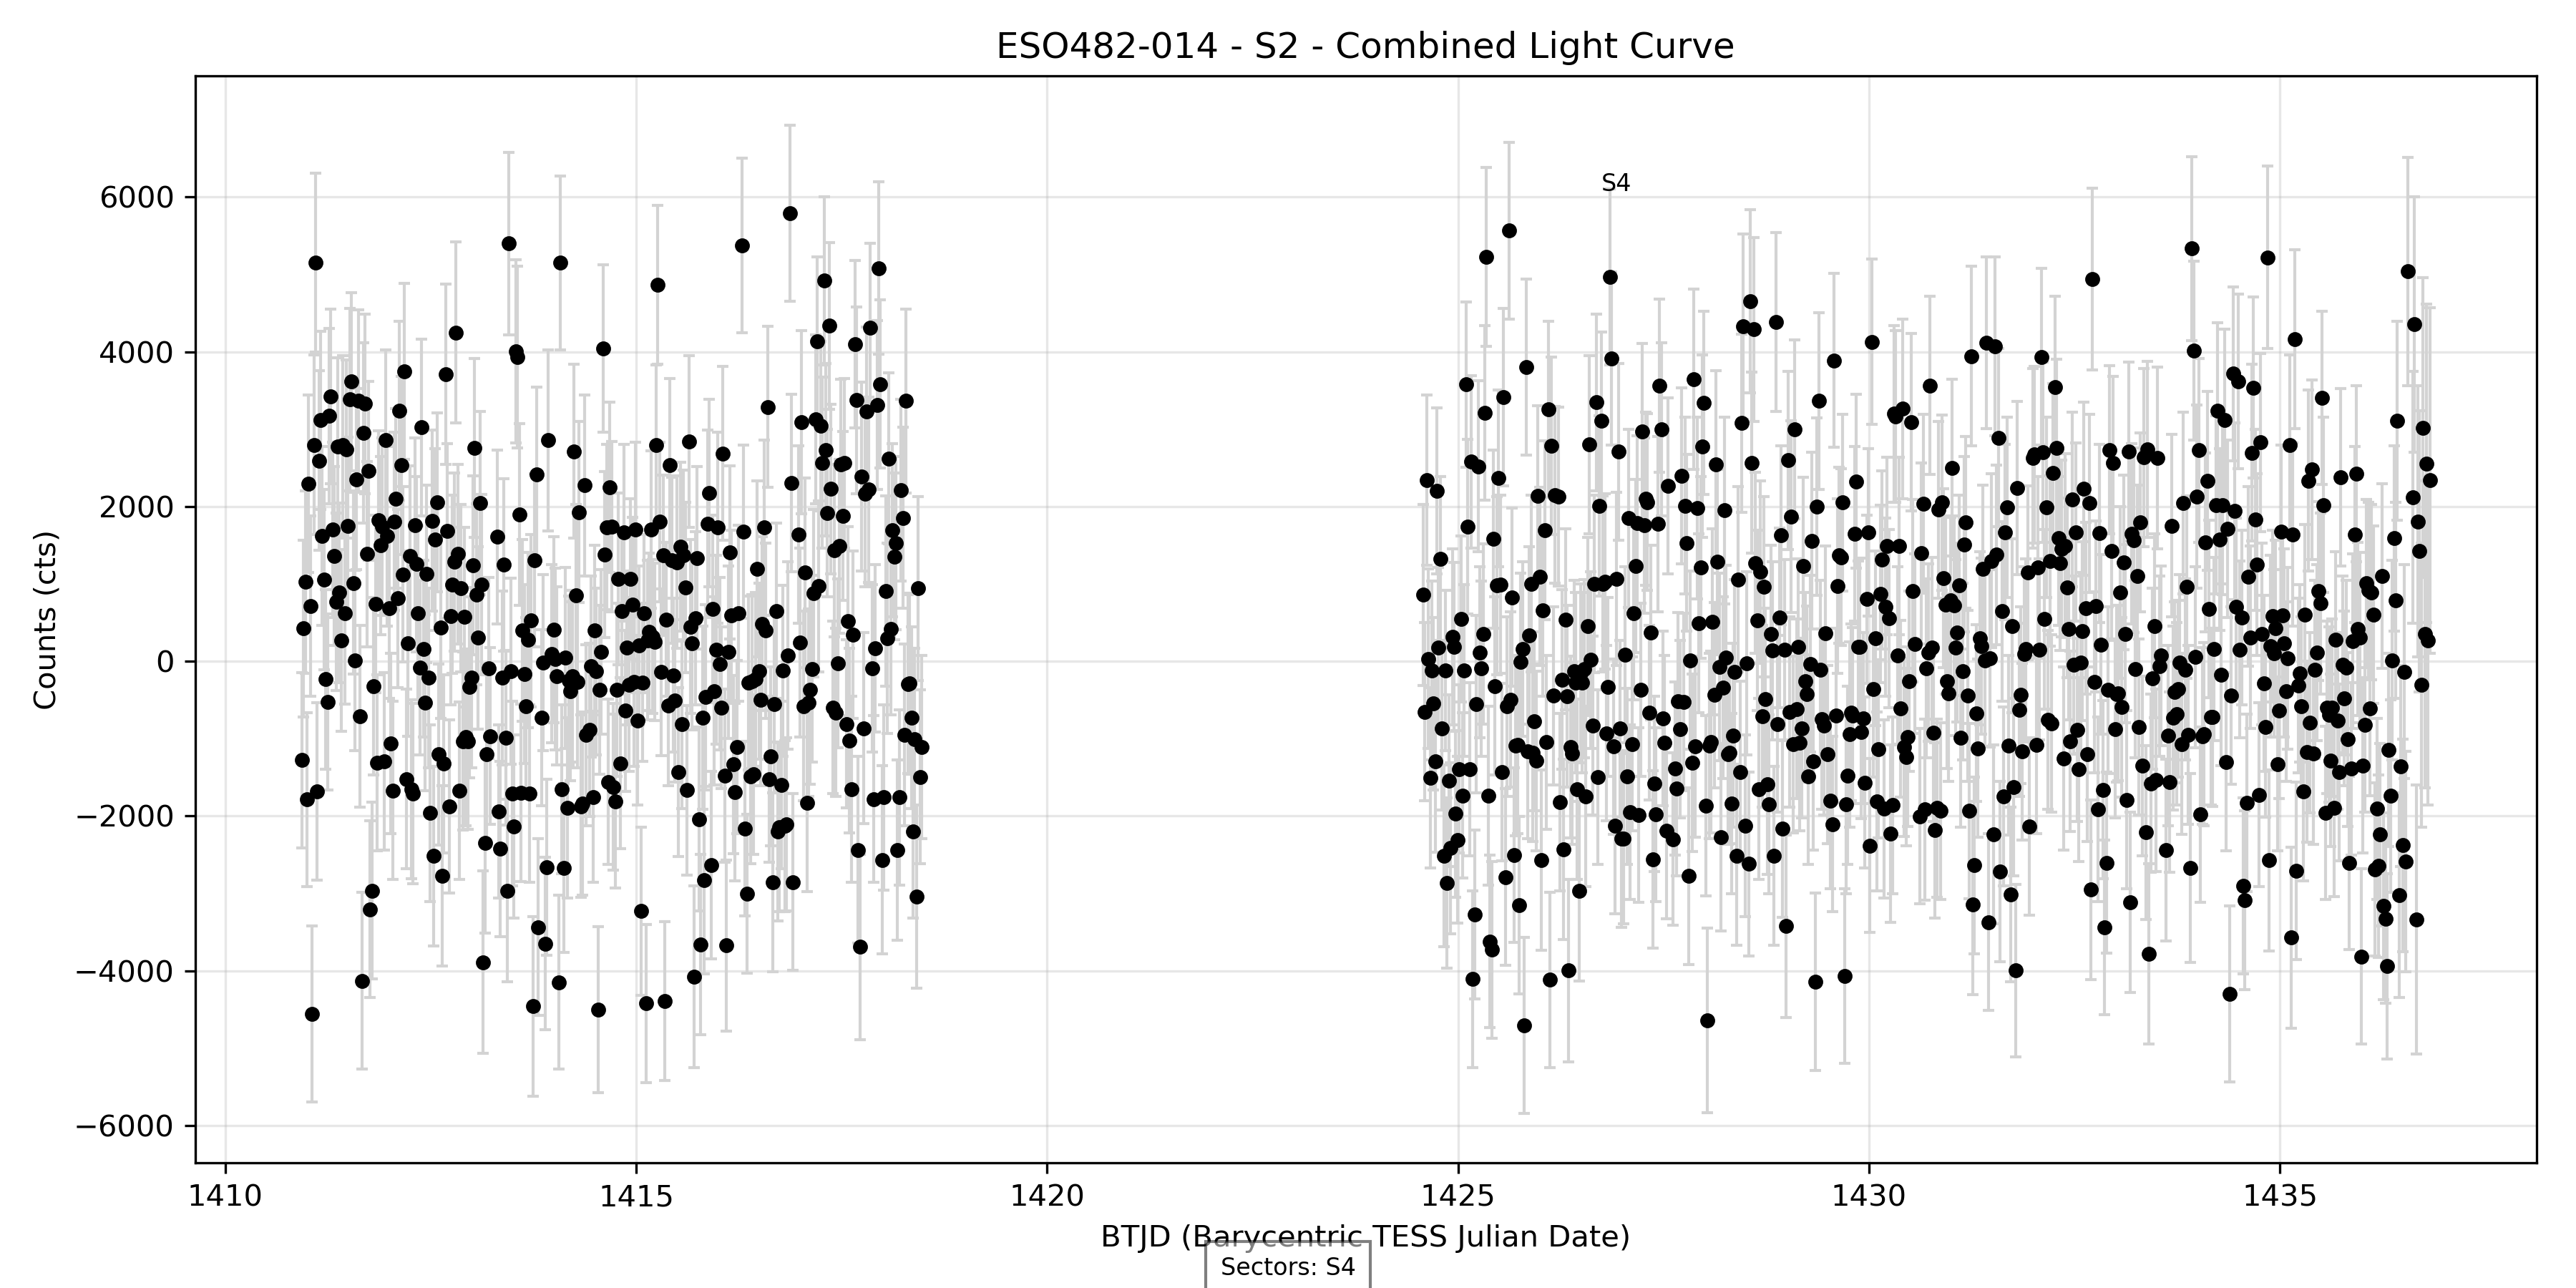 ESO482-014 - S2 - Combined Light Curve
S4
6000
4000
2000
0
−2000
−4000
−6000
Counts (cts)
1410 1415 1420 1425 1430 1435
BTJD (Barycentric TESS Julian Date)
Sectors: S4